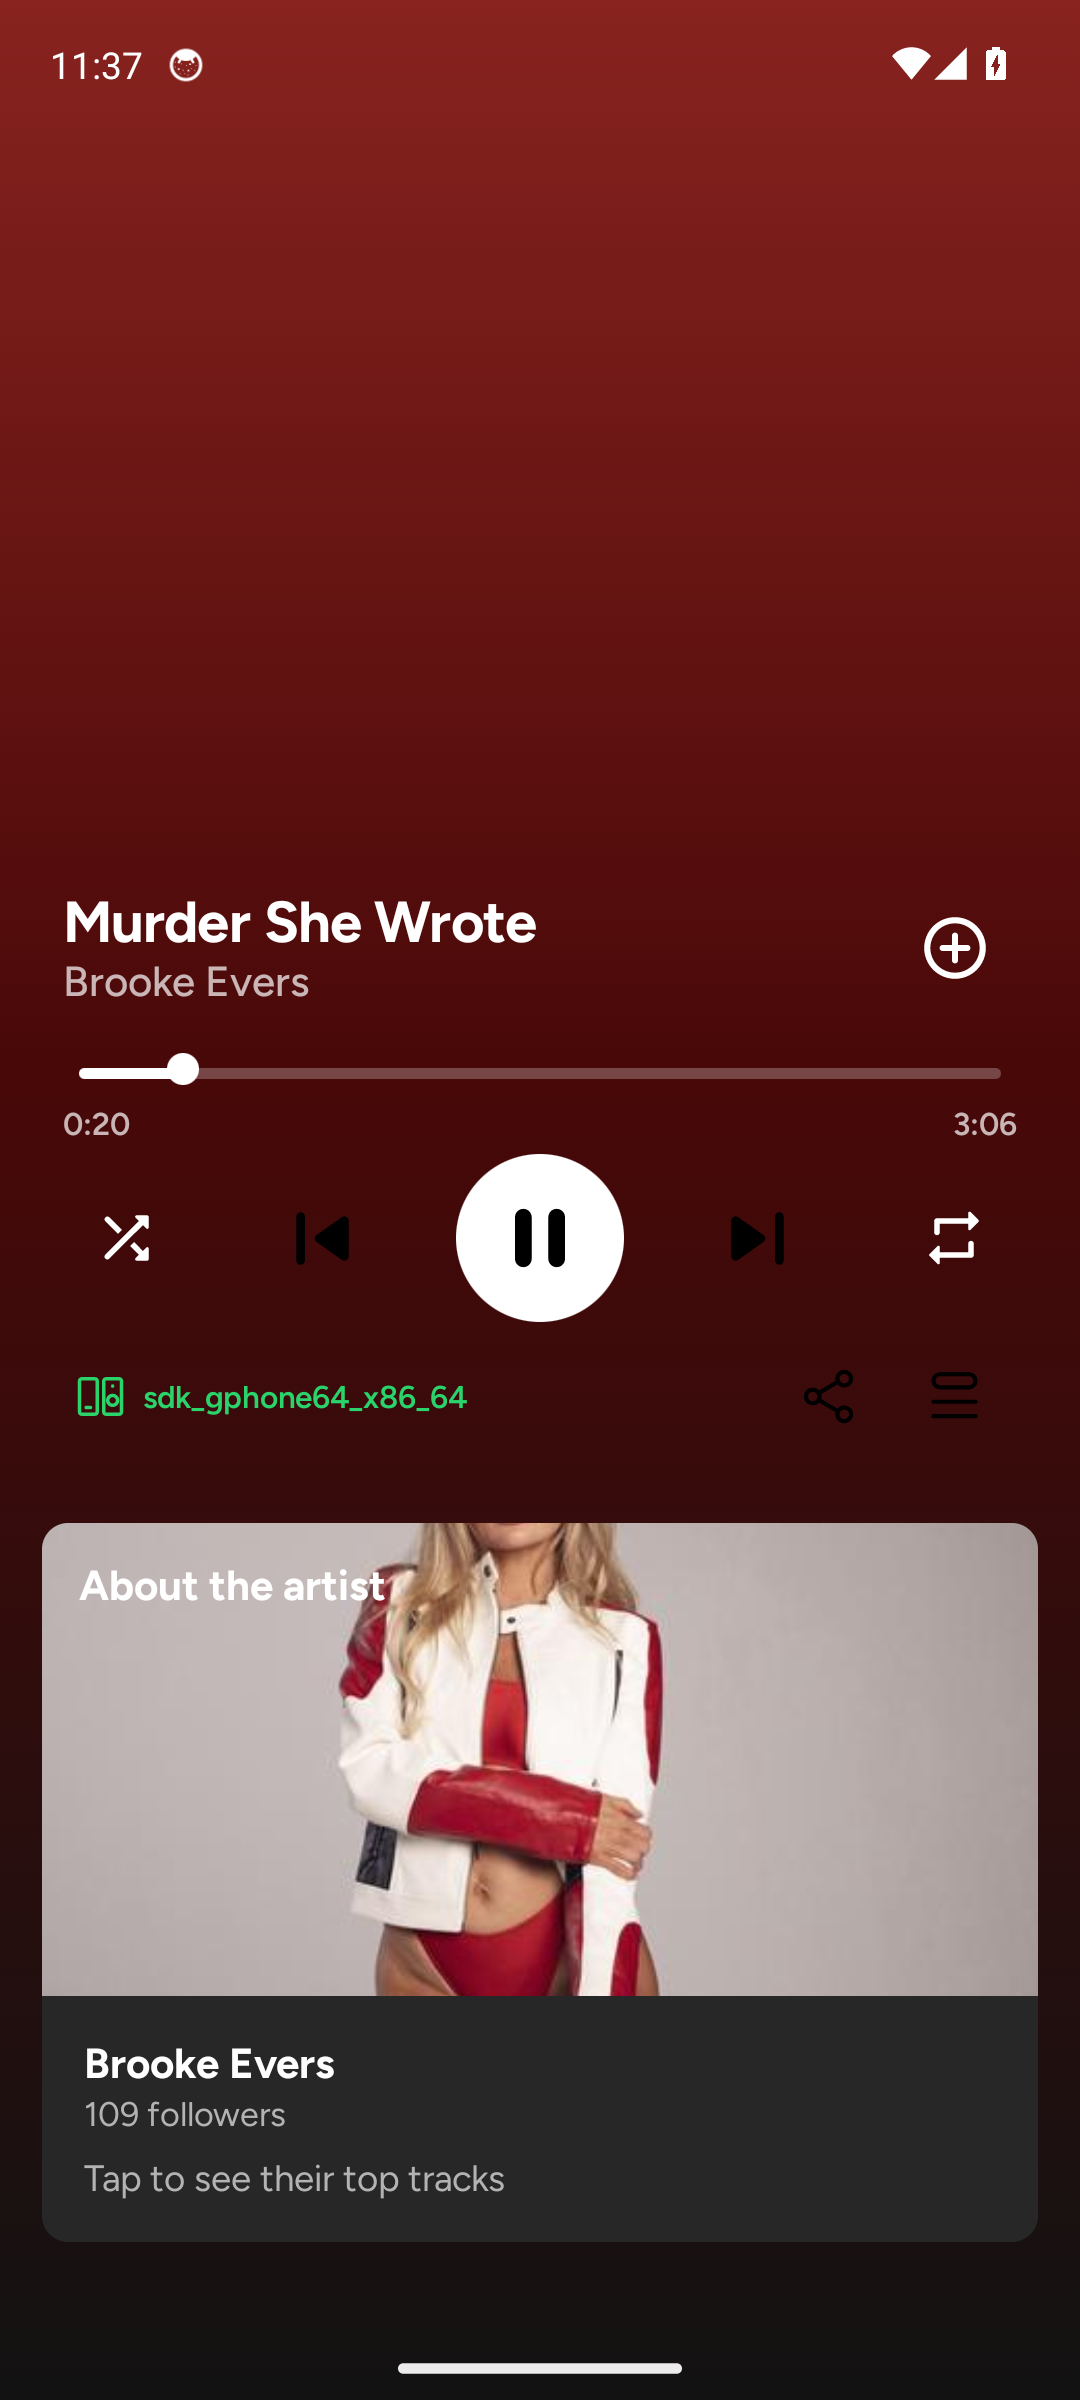 11:37
Murder She Wrote
Brooke Evers
0:20
3:06
sdk_gphone64_x86_64
About the artist
Brooke Evers
109 followers
Tap to see their top tracks